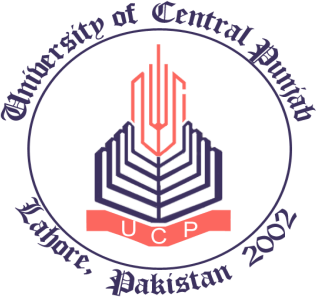 University of Central Punjab
UCP
Lahore, Pakistan 2002